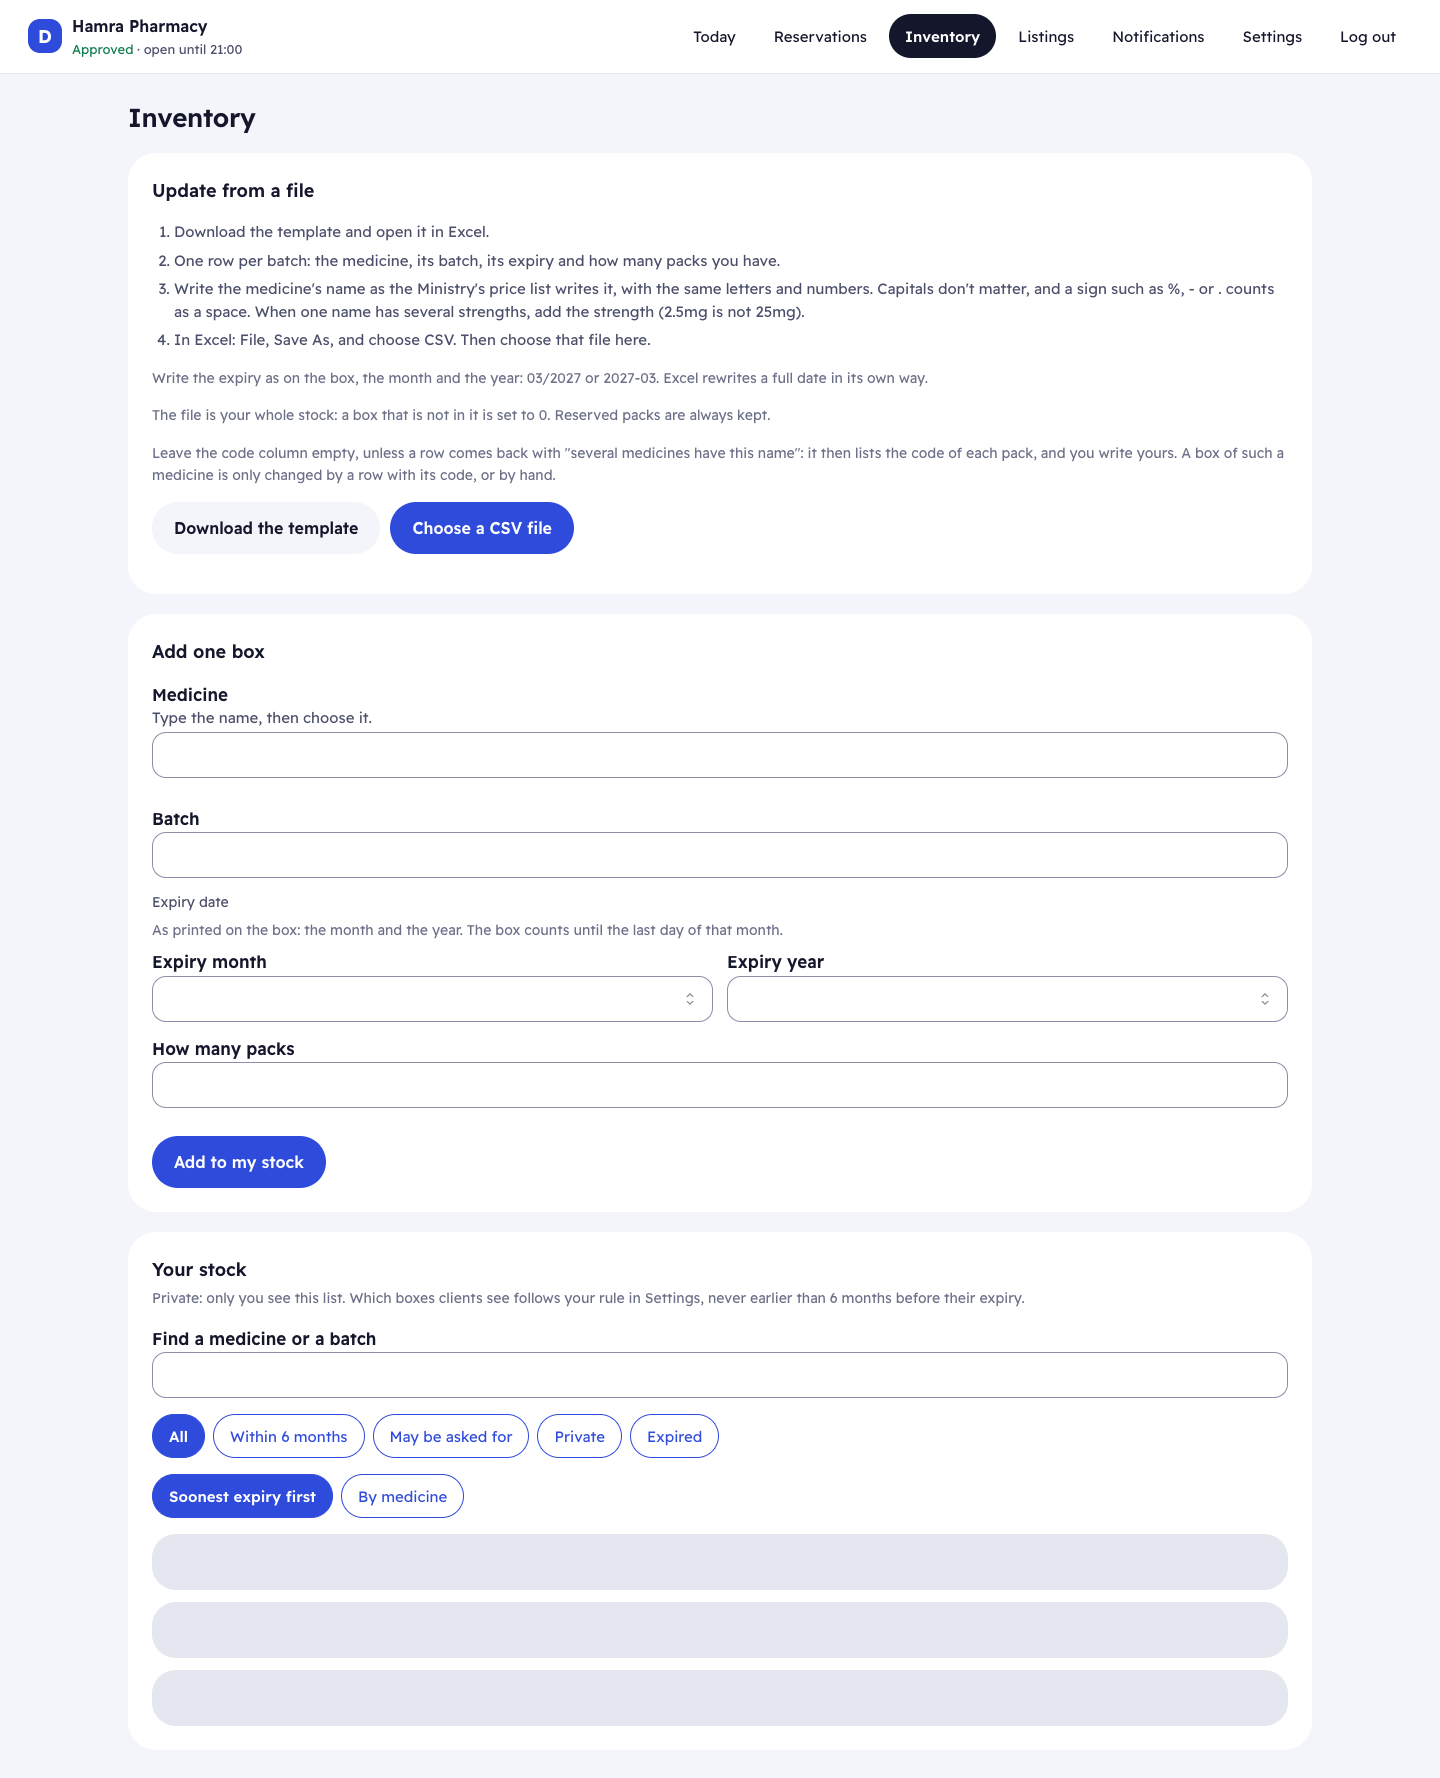 D
Hamra Pharmacy
Approved · open until 21:00
Today
Reservations
Inventory
Listings
Notifications
Settings
Log out
Inventory
Update from a file
1. Download the template and open it in Excel.
2. One row per batch: the medicine, its batch, its expiry and how many packs you have.
3. Write the medicine's name as the Ministry's price list writes it, with the same letters and numbers. Capitals don't matter, and a sign such as %, - or . counts
as a space. When one name has several strengths, add the strength (2.5mg is not 25mg).
4. In Excel: File, Save As, and choose CSV. Then choose that file here.
Write the expiry as on the box, the month and the year: 03/2027 or 2027-03. Excel rewrites a full date in its own way.
The file is your whole stock: a box that is not in it is set to 0. Reserved packs are always kept.
Leave the code column empty, unless a row comes back with "several medicines have this name": it then lists the code of each pack, and you write yours. A box of such a
medicine is only changed by a row with its code, or by hand.
Download the template
Choose a CSV file
Add one box
Medicine
Type the name, then choose it.
Batch
Expiry date
As printed on the box: the month and the year. The box counts until the last day of that month.
Expiry month
Expiry year
How many packs
Add to my stock
Your stock
Private: only you see this list. Which boxes clients see follows your rule in Settings, never earlier than 6 months before their expiry.
Find a medicine or a batch
All
Within 6 months
May be asked for
Private
Expired
Soonest expiry first
By medicine